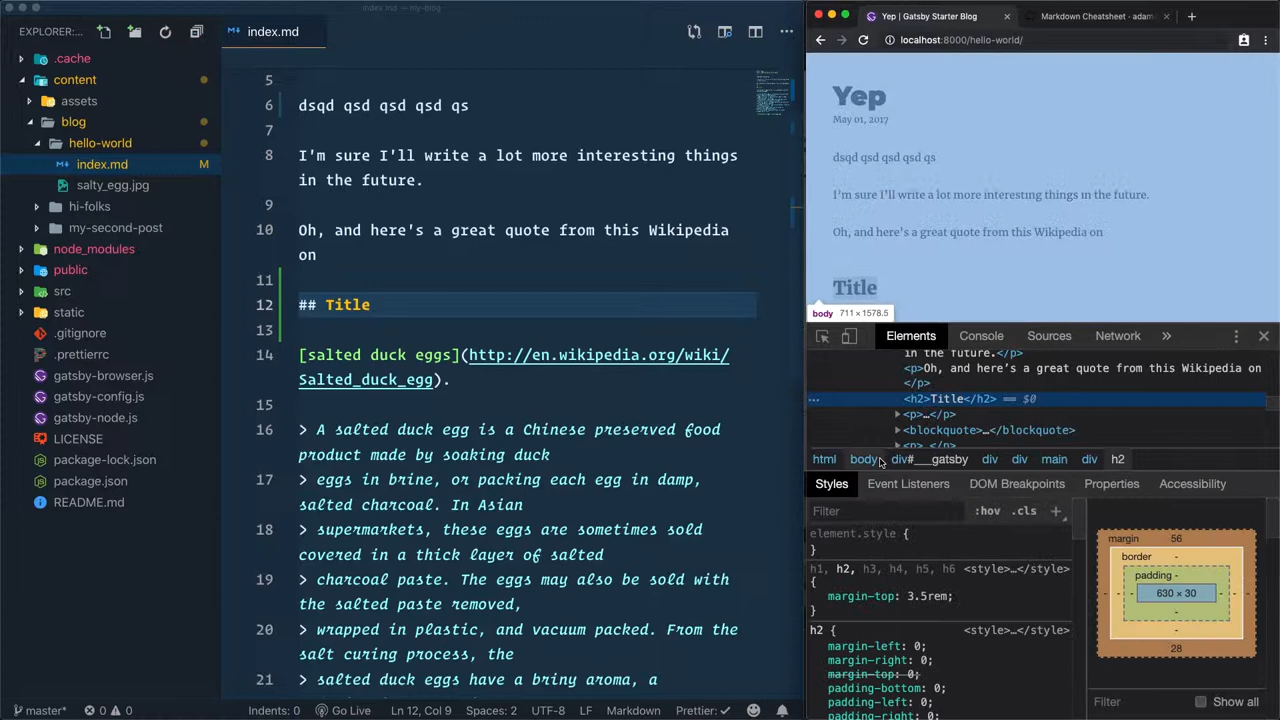 index.md — my-blog
EXPLORER:...
index.md
.cache
content
assets
blog
hello-world
index.md M
salty_egg.jpg
hi-folks
my-second-post
node_modules
public
src
static
.gitignore
.prettierrc
gatsby-browser.js
gatsby-config.js
gatsby-node.js
LICENSE
package-lock.json
package.json
README.md
5
6 dsqd qsd qsd qsd qs
7
8 I'm sure I'll write a lot more interesting things
in the future.
9
10 Oh, and here's a great quote from this Wikipedia
on
11
12 ## Title
13
14 [salted duck eggs](http://en.wikipedia.org/wiki/
Salted_duck_egg).
15
16 > A salted duck egg is a Chinese preserved food
product made by soaking duck
17 > eggs in brine, or packing each egg in damp,
salted charcoal. In Asian
18 > supermarkets, these eggs are sometimes sold
covered in a thick layer of salted
19 > charcoal paste. The eggs may also be sold with
the salted paste removed,
20 > wrapped in plastic, and vacuum packed. From the
salt curing process, the
21 > salted duck eggs have a briny aroma, a
master* 0 0 Indents: 0 Go Live Ln 12, Col 9 Spaces: 2 UTF-8 LF Markdown Prettier: ✓
Yep | Gatsby Starter Blog
Markdown Cheatsheet · adam
localhost:8000/hello-world/
Yep
May 01, 2017
dsqd qsd qsd qsd qs
I'm sure I'll write a lot more interesting things in the future.
Oh, and here's a great quote from this Wikipedia on
Title
body 711 × 1578.5
Elements Console Sources Network »
in the future.</p>
<p>Oh, and here's a great quote from this Wikipedia on
</p>
… <h2>Title</h2> == $0
<p>…</p>
<blockquote>…</blockquote>
<p>…</p>
html body div#___gatsby div div main div h2
Styles Event Listeners DOM Breakpoints Properties Accessibility
Filter :hov .cls +
element.style {
}
h1, h2, h3, h4, h5, h6 <style>…</style>
{
margin-top: 3.5rem;
}
h2 { <style>…</style>
margin-left: 0;
margin-right: 0;
margin-top: 0;
padding-bottom: 0;
padding-left: 0;
padding-right: 0;
margin 56
border -
padding -
- - - 630 × 30 - - -
-
-
28
Filter Show all